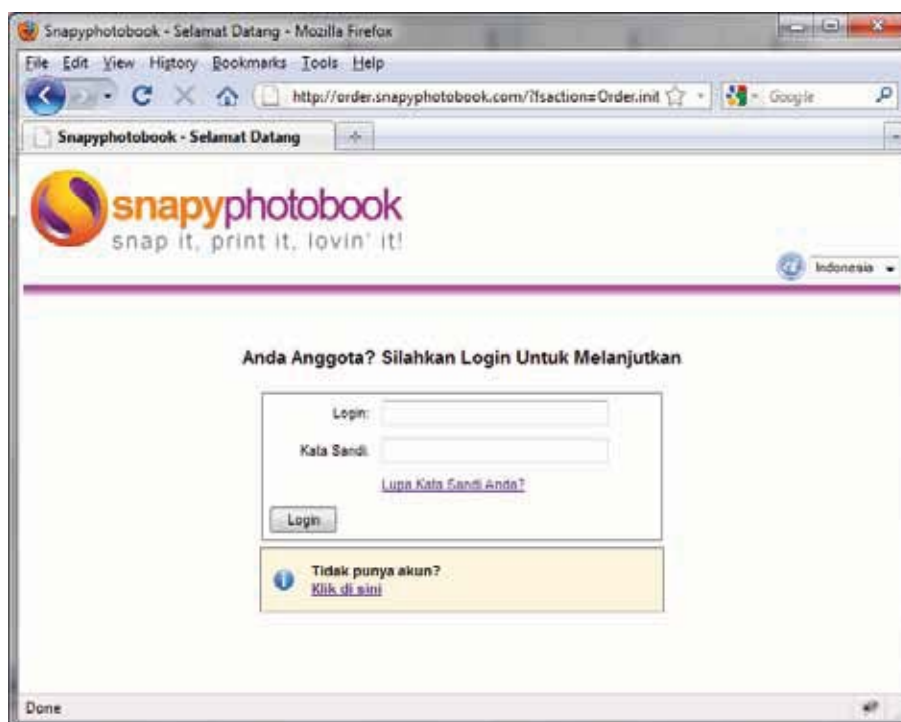 Snapyphotobook - Selamat Datang - Mozilla Firefox
File Edit View History Bookmarks Tools Help
http://order.snapyphotobook.com/?fsaction=Order.init Google
Snapyphotobook - Selamat Datang
snapyphotobook
snap it, print it, lovin' it!
Indonesia
Anda Anggota? Silahkan Login Untuk Melanjutkan
Login:
Kata Sandi:
Lupa Kata Sandi Anda?
Login
Tidak punya akun?
Klik di sini
Done